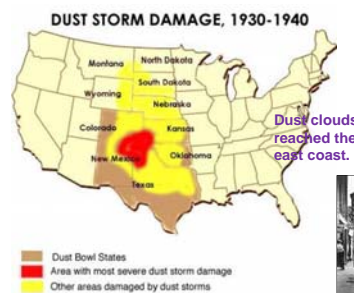 DUST STORM DAMAGE, 1930-1940
Montana
North Dakota
South Dakota
Wyoming
Nebraska
Colorado
Kansas
New Mexico
Oklahoma
Texas
Dust clouds
reached the
east coast.
Dust Bowl States
Area with most severe dust storm damage
Other areas damaged by dust storms